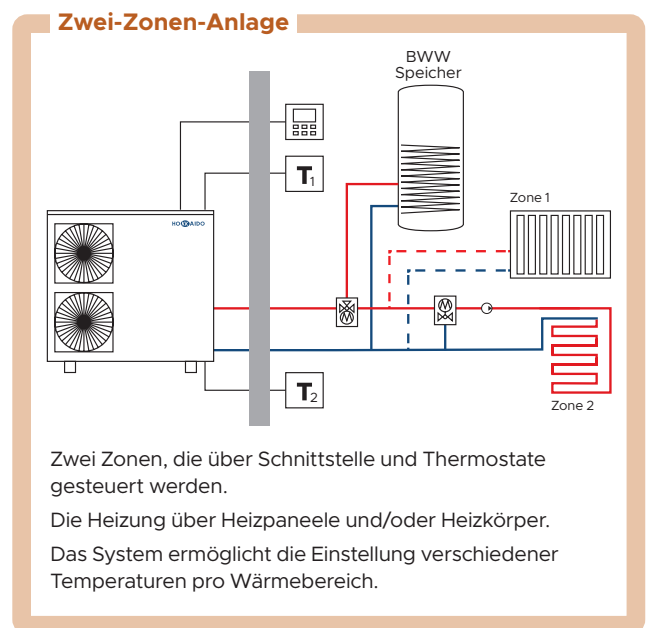 Zwei-Zonen-Anlage
BWW
Speicher
T1
Zone 1
HOKKAIDO
M
M
T2
Zone 2
Zwei Zonen, die über Schnittstelle und Thermostate
gesteuert werden.
Die Heizung über Heizpaneele und/oder Heizkörper.
Das System ermöglicht die Einstellung verschiedener
Temperaturen pro Wärmebereich.